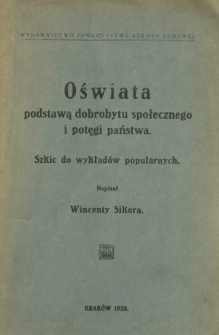 WYDAWNICTWO TOWARZYSTWA SZKOŁY LUDOWEJ
Oświata
podstawą dobrobytu społecznego
i potęgi państwa.
Szkic do wykładów popularnych.
Napisał
Wincenty Sikora.
KRAKÓW 1928.